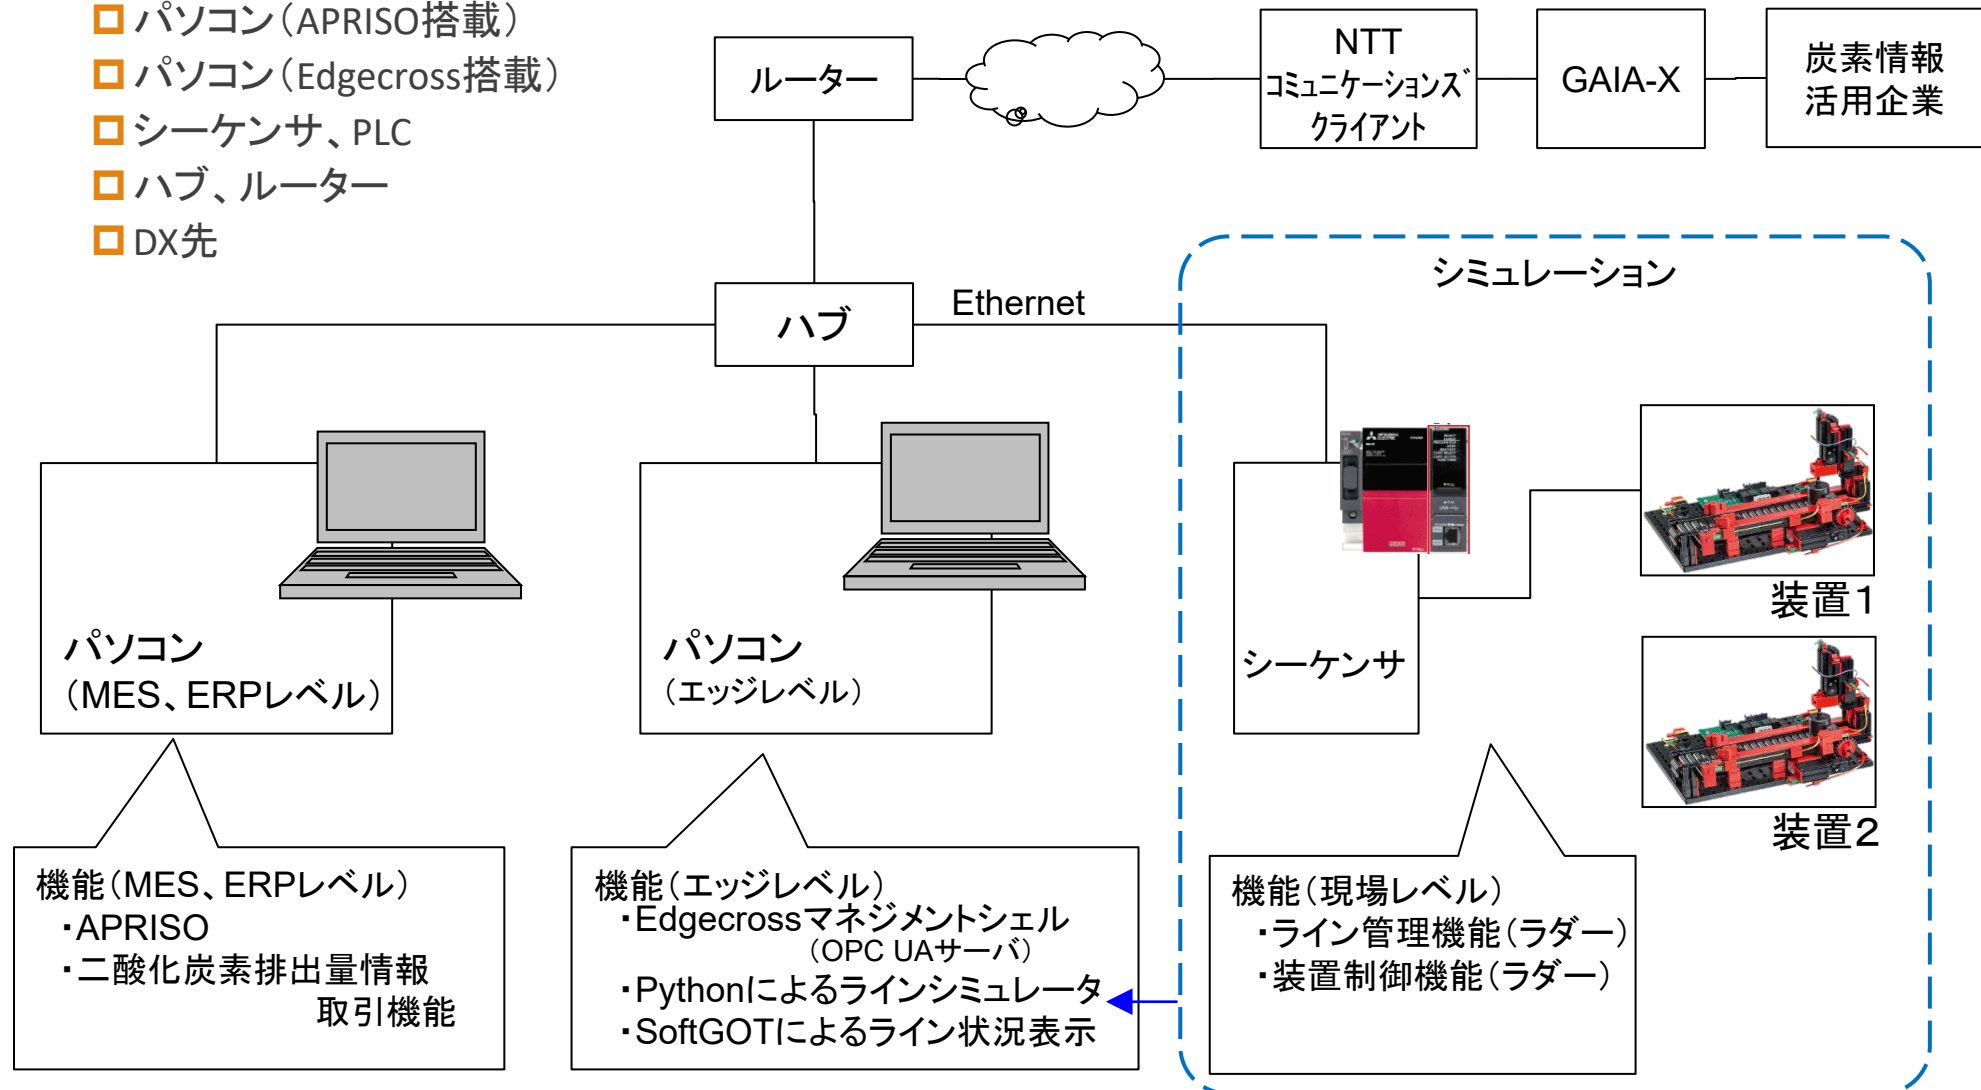 パソコン（APRISO搭載）
パソコン（Edgecross搭載）
シーケンサ、PLC
ハブ、ルーター
DX先
ルーター
NTT
コミュニケーションズ
クライアント
GAIA-X
炭素情報
活用企業
ハブ
Ethernet
シミュレーション
パソコン
（MES、ERPレベル）
パソコン
（エッジレベル）
シーケンサ
装置１
装置２
機能（MES、ERPレベル）
・APRISO
・二酸化炭素排出量情報
取引機能
機能（エッジレベル）
・Edgecrossマネジメントシェル
（OPC UAサーバ）
・Pythonによるラインシミュレータ
・SoftGOTによるライン状況表示
機能（現場レベル）
・ライン管理機能（ラダー）
・装置制御機能（ラダー）